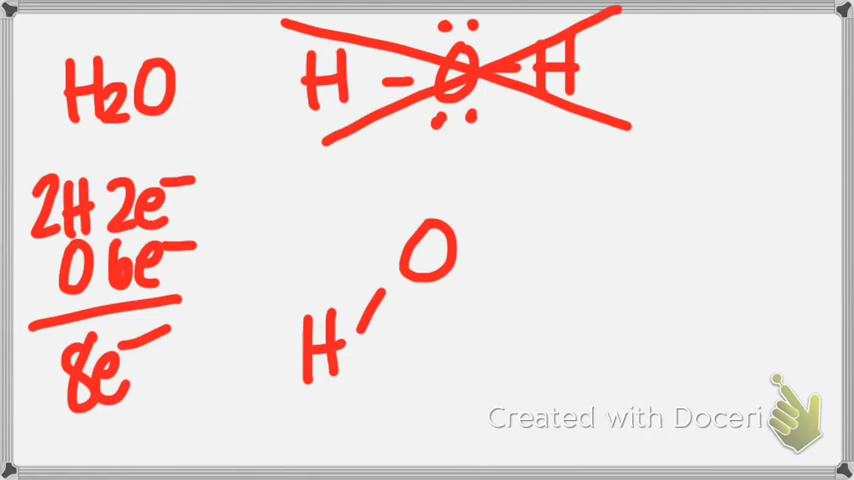 H2O
H - Ö - H
2H 2e⁻
O 6e⁻
8e⁻
O
H
Created with Doceri